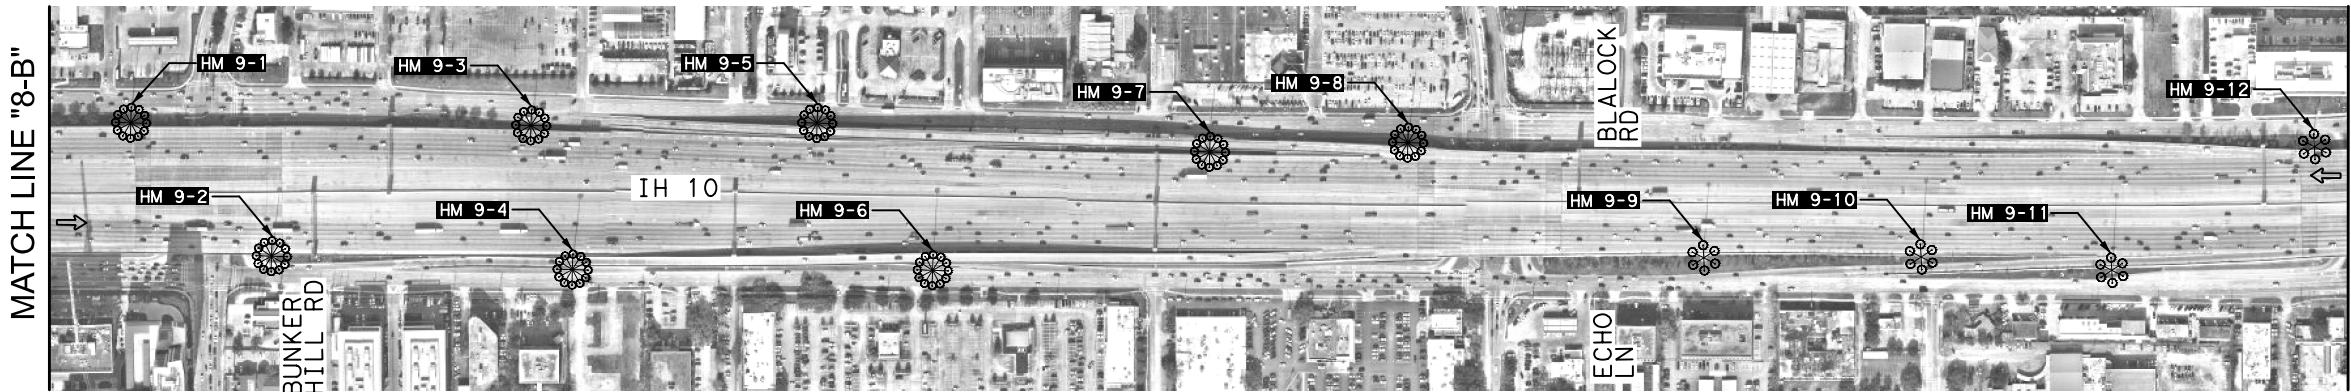 MATCH LINE "8-B"
HM 9-1
HM 9-3
HM 9-5
HM 9-7
HM 9-8
BLALOCK
RD
HM 9-12
HM 9-2
HM 9-4
IH 10
HM 9-6
HM 9-9
HM 9-10
HM 9-11
BUNKER
HILL RD
ECHO
LN